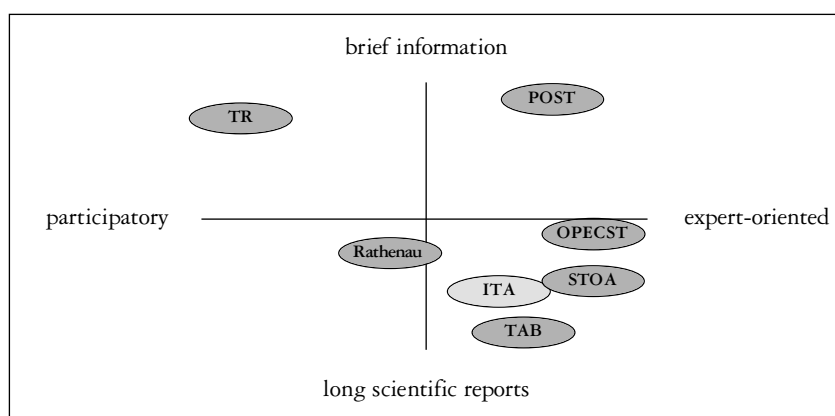 brief information
POST
TR
participatory
expert-oriented
OPECST
Rathenau
STOA
ITA
TAB
long scientific reports